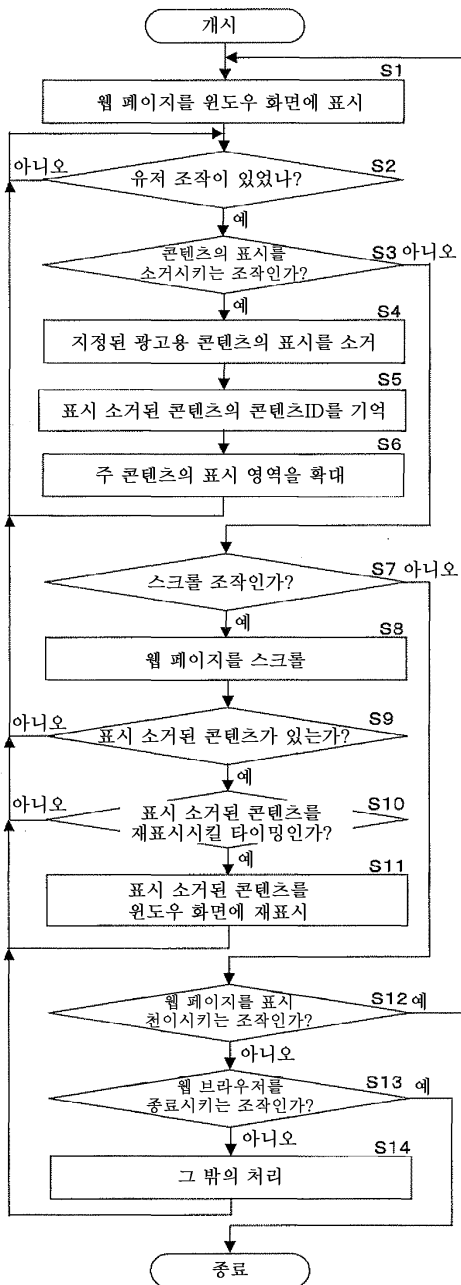 개시
S1
웹 페이지를 윈도우 화면에 표시
아니오
S2
유저 조작이 있었나?
예
콘텐츠의 표시를
소거시키는 조작인가?
S3 아니오
예
S4
지정된 광고용 콘텐츠의 표시를 소거
S5
표시 소거된 콘텐츠의 콘텐츠ID를 기억
S6
주 콘텐츠의 표시 영역을 확대
S7 아니오
스크롤 조작인가?
예
S8
웹 페이지를 스크롤
아니오
S9
표시 소거된 콘텐츠가 있는가?
예
아니오
S10
표시 소거된 콘텐츠를
재표시시킬 타이밍인가?
예
S11
표시 소거된 콘텐츠를
윈도우 화면에 재표시
웹 페이지를 표시
천이시키는 조작인가?
S12 예
아니오
웹 브라우저를
종료시키는 조작인가?
S13 예
아니오
S14
그 밖의 처리
종료